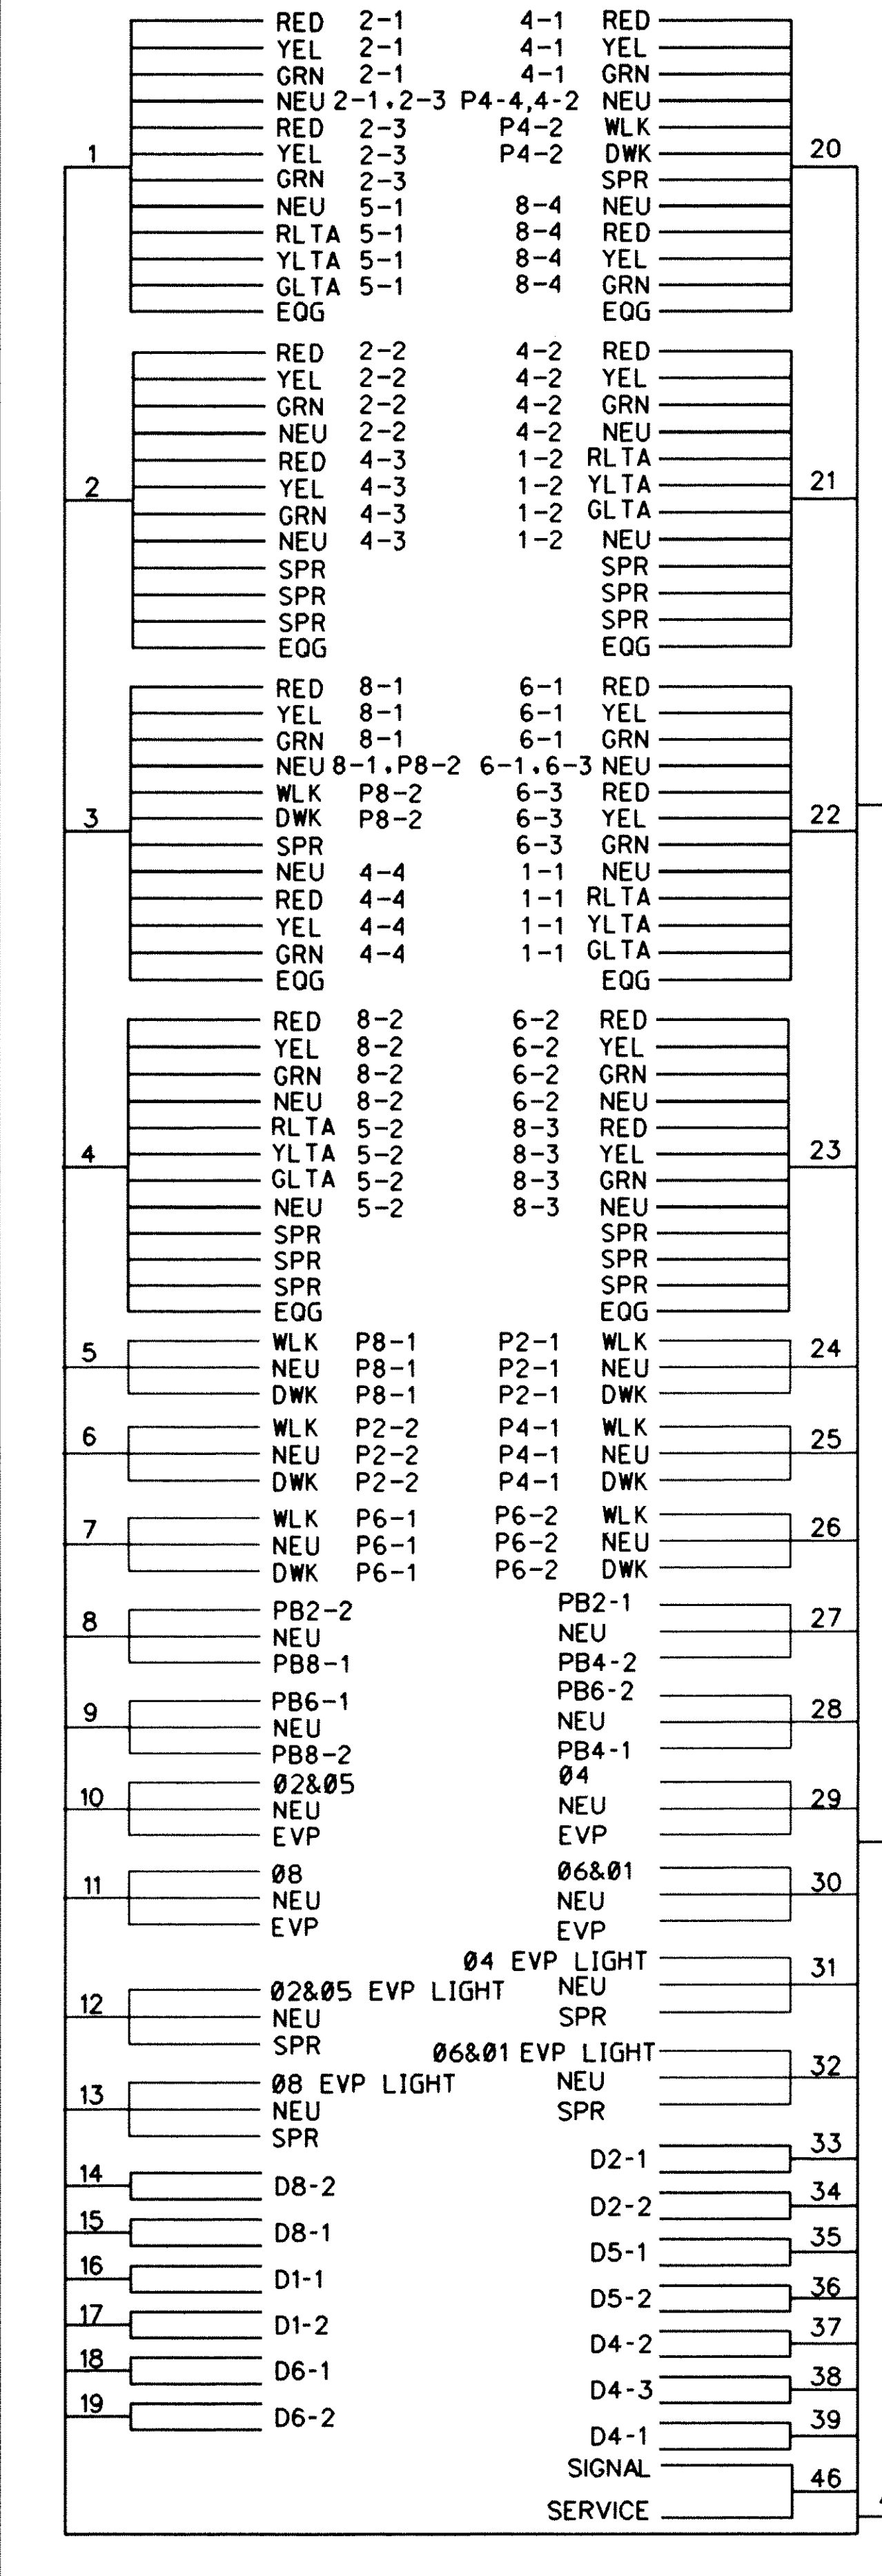 RED 2-1 4-1 RED
YEL 2-1 4-1 YEL
GRN 2-1 4-1 GRN
NEU 2-1,2-3 P4-4,4-2 NEU
RED 2-3 P4-2 WLK
1 YEL 2-3 P4-2 DWK 20
GRN 2-3 SPR
NEU 5-1 8-4 NEU
RLTA 5-1 8-4 RED
YLTA 5-1 8-4 YEL
GLTA 5-1 8-4 GRN
EQG EQG
RED 2-2 4-2 RED
YEL 2-2 4-2 YEL
GRN 2-2 4-2 GRN
NEU 2-2 4-2 NEU
RED 4-3 1-2 RLTA
2 YEL 4-3 1-2 YLTA 21
GRN 4-3 1-2 GLTA
NEU 4-3 1-2 NEU
SPR SPR
SPR SPR
SPR SPR
EQG EQG
RED 8-1 6-1 RED
YEL 8-1 6-1 YEL
GRN 8-1 6-1 GRN
NEU 8-1,P8-2 6-1,6-3 NEU
WLK P8-2 6-3 RED
3 DWK P8-2 6-3 YEL 22
SPR 6-3 GRN
NEU 4-4 1-1 NEU
RED 4-4 1-1 RLTA
YEL 4-4 1-1 YLTA
GRN 4-4 1-1 GLTA
EQG EQG
RED 8-2 6-2 RED
YEL 8-2 6-2 YEL
GRN 8-2 6-2 GRN
NEU 8-2 6-2 NEU
RLTA 5-2 8-3 RED
4 YLTA 5-2 8-3 YEL 23
GLTA 5-2 8-3 GRN
NEU 5-2 8-3 NEU
SPR SPR
SPR SPR
SPR SPR
EQG EQG
5 WLK P8-1 P2-1 WLK 24
NEU P8-1 P2-1 NEU
DWK P8-1 P2-1 DWK
6 WLK P2-2 P4-1 WLK 25
NEU P2-2 P4-1 NEU
DWK P2-2 P4-1 DWK
7 WLK P6-1 P6-2 WLK 26
NEU P6-1 P6-2 NEU
DWK P6-1 P6-2 DWK
8 PB2-2 PB2-1 27
NEU NEU
PB8-1 PB4-2
9 PB6-1 PB6-2 28
NEU NEU
PB8-2 PB4-1
10 Ø2&Ø5 Ø4 29
NEU NEU
EVP EVP
11 Ø8 Ø6&Ø1 30
NEU NEU
EVP EVP
Ø4 EVP LIGHT 31
12 Ø2&Ø5 EVP LIGHT NEU
NEU SPR
SPR Ø6&Ø1 EVP LIGHT 32
13 Ø8 EVP LIGHT NEU
NEU SPR
SPR
D2-1 33
14 D8-2 D2-2 34
15 D8-1 D5-1 35
16 D1-1 D5-2 36
17 D1-2 D4-2 37
18 D6-1 D4-3 38
19 D6-2 D4-1 39
SIGNAL 46
SERVICE